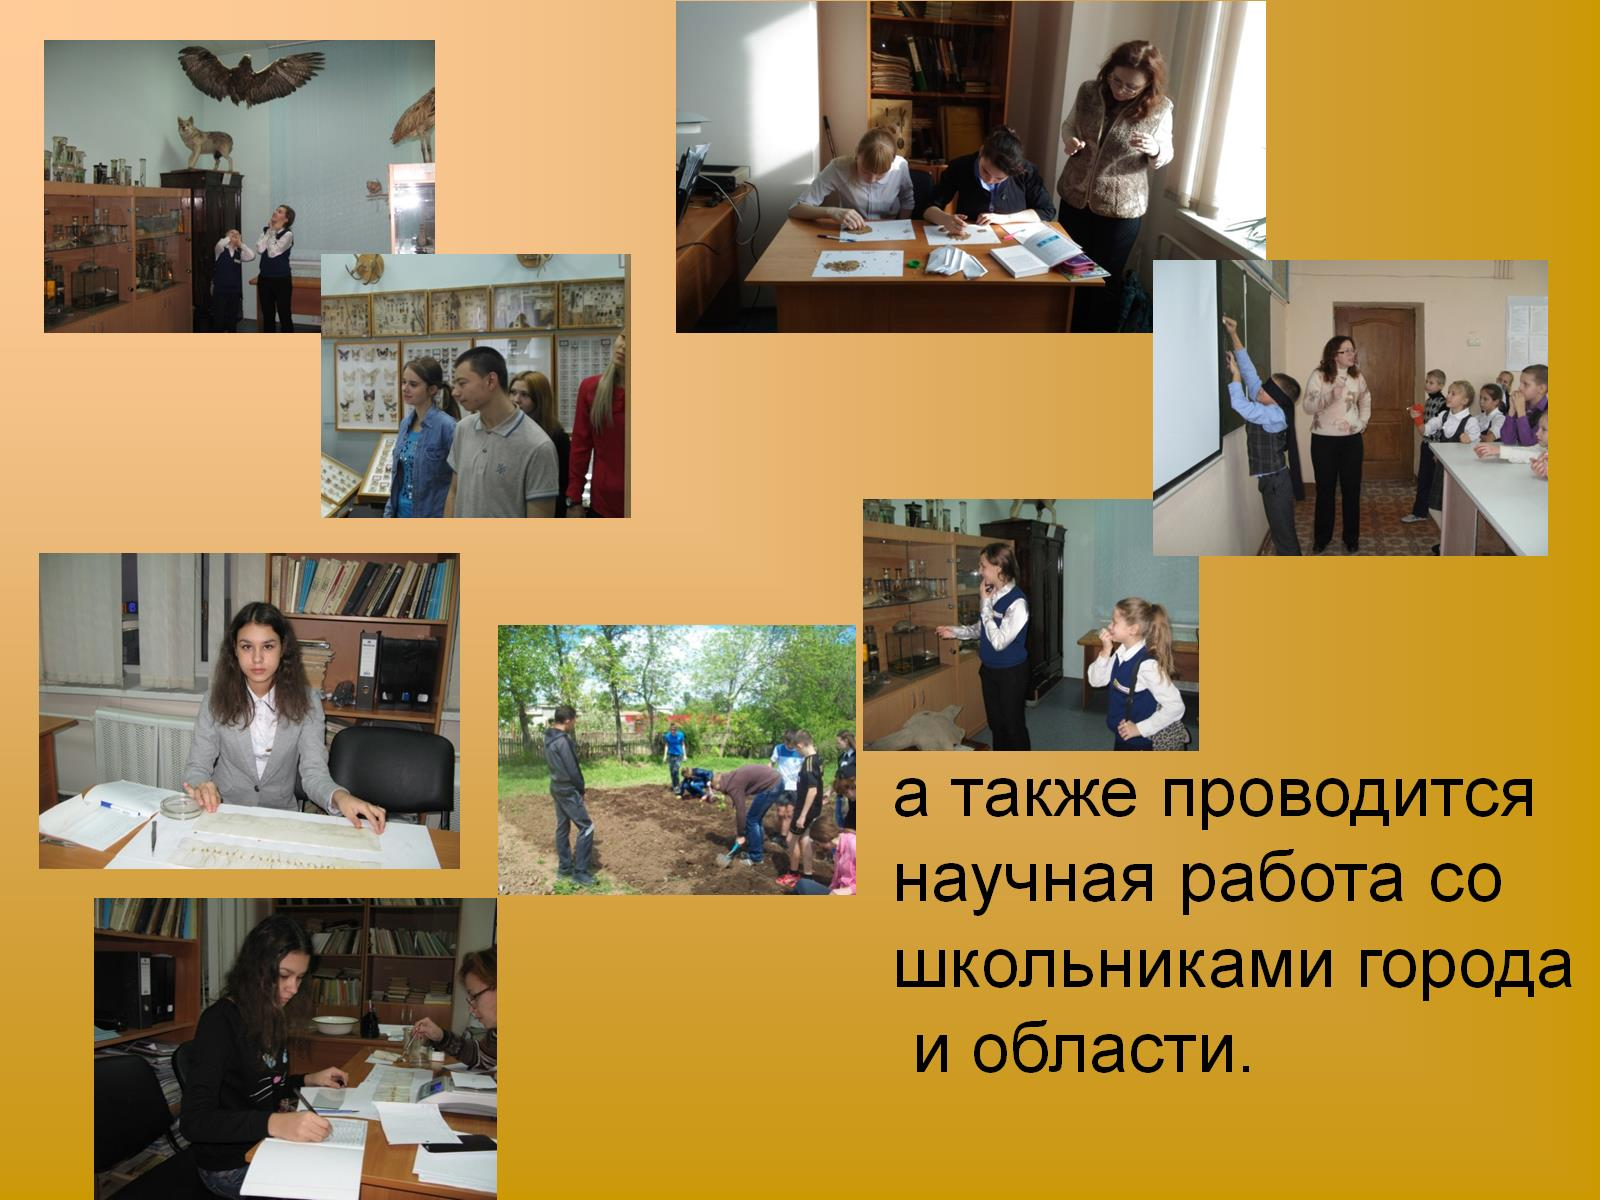 а также проводится
научная работа со
школьниками города
и области.